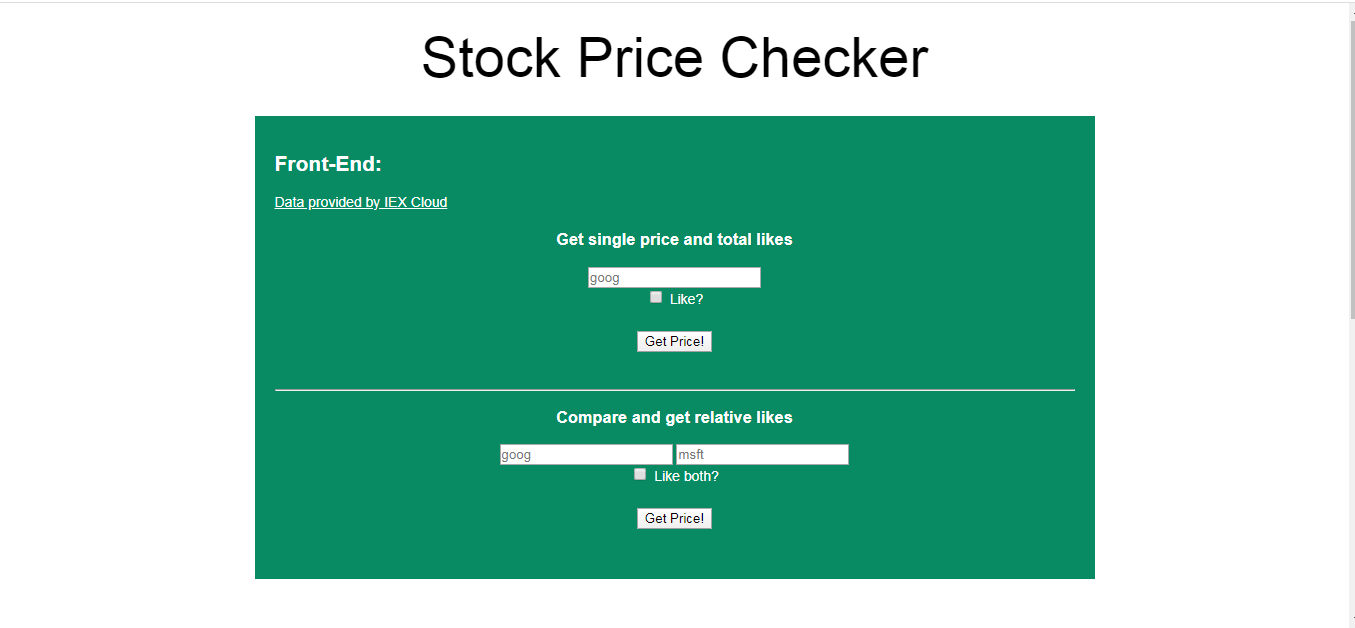 Stock Price Checker
Front-End:
Data provided by IEX Cloud
Get single price and total likes
goog
Like?
Get Price!
Compare and get relative likes
goog msft
Like both?
Get Price!